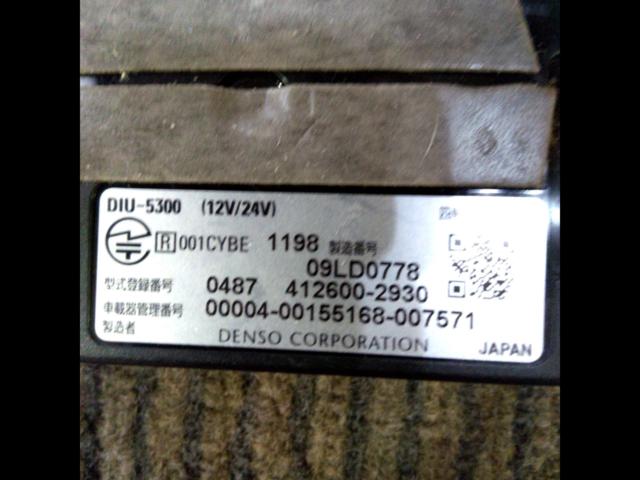 DIU-5300 (12V/24V)
R 001CYBE 1198 製造番号
09LD0778
型式登録番号 0487 412600-2930
車載器管理番号 00004-00155168-007571
製造者 DENSO CORPORATION JAPAN